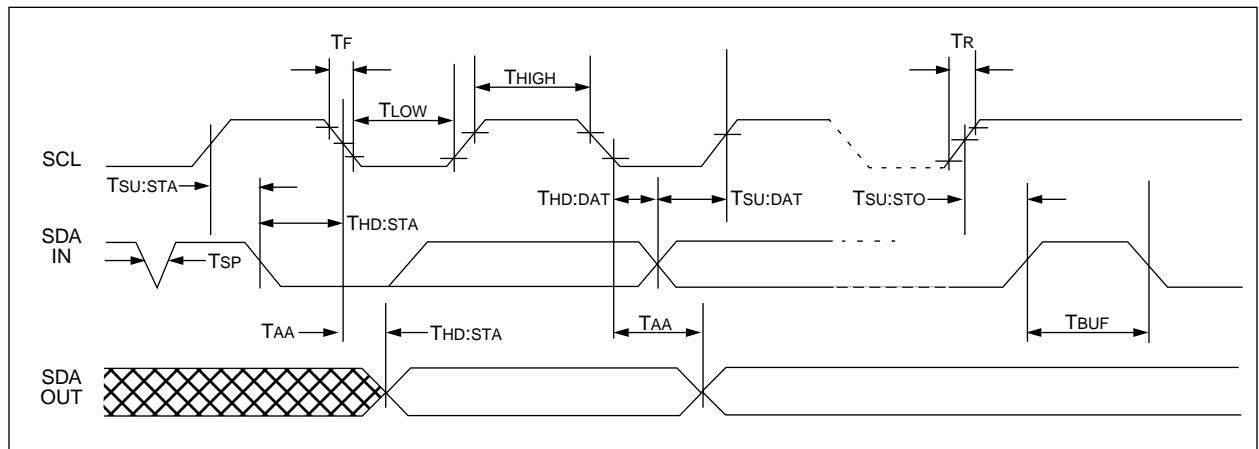 TF
TR
THIGH
TLOW
SCL
TSU:STA
THD:DAT
TSU:DAT
TSU:STO
THD:STA
SDA
IN
TSP
TAA
THD:STA
TAA
TBUF
SDA
OUT